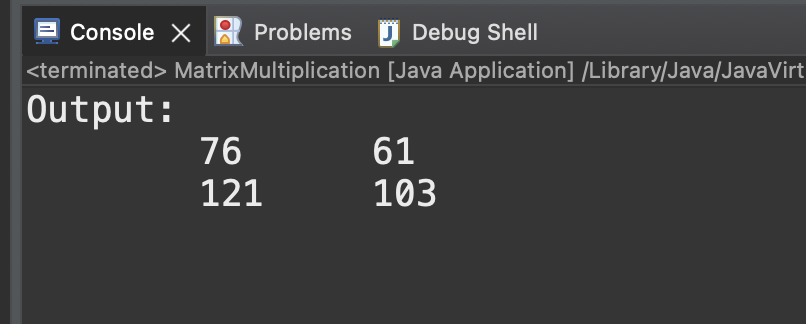 Console Problems Debug Shell
<terminated> MatrixMultiplication [Java Application] /Library/Java/JavaVirt
Output:
76 61
121 103